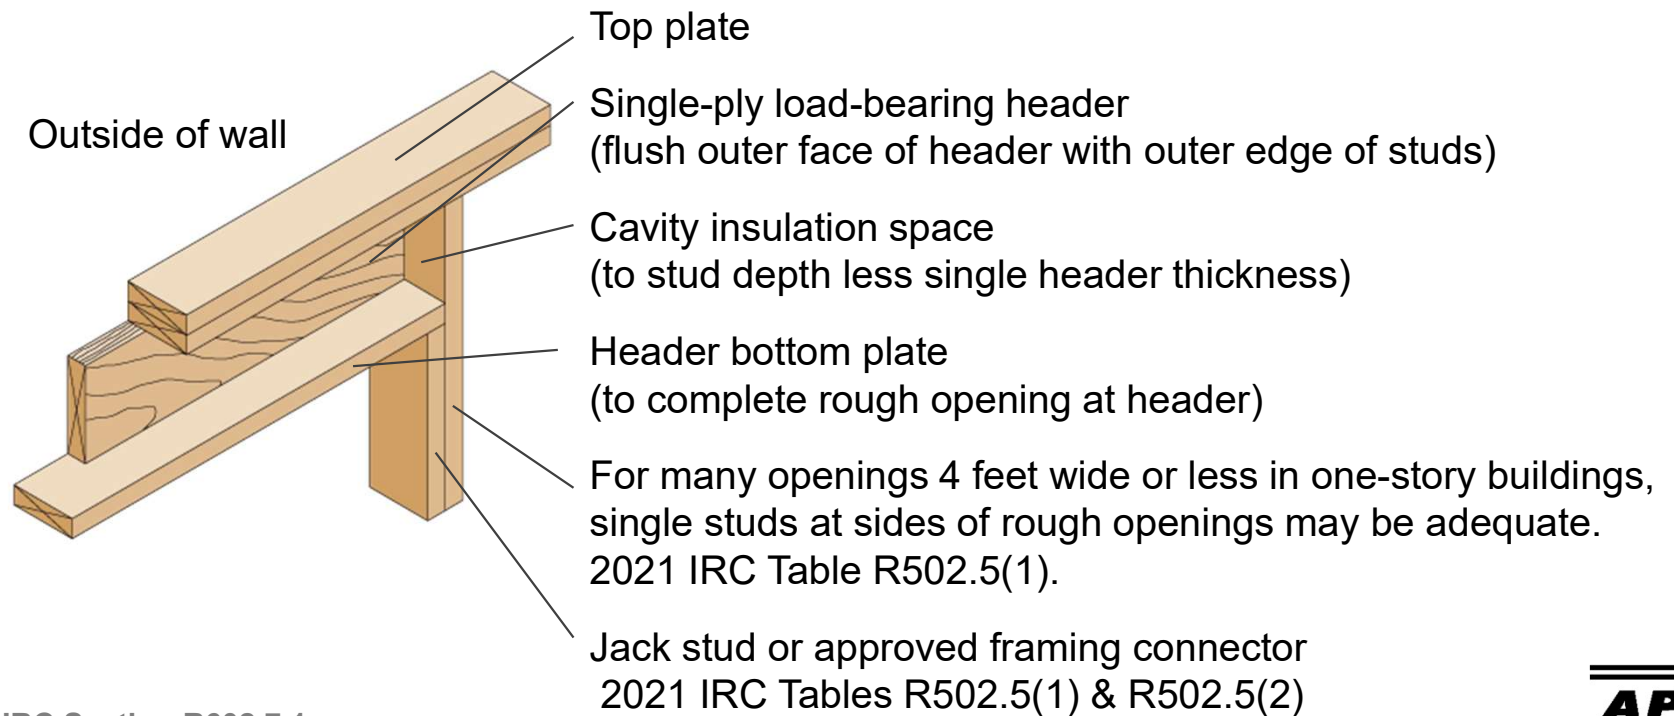 Top plate
Outside of wall
Single-ply load-bearing header
(flush outer face of header with outer edge of studs)
Cavity insulation space
(to stud depth less single header thickness)
Header bottom plate
(to complete rough opening at header)
For many openings 4 feet wide or less in one-story buildings,
single studs at sides of rough openings may be adequate.
2021 IRC Table R502.5(1).
Jack stud or approved framing connector
2021 IRC Tables R502.5(1) & R502.5(2)